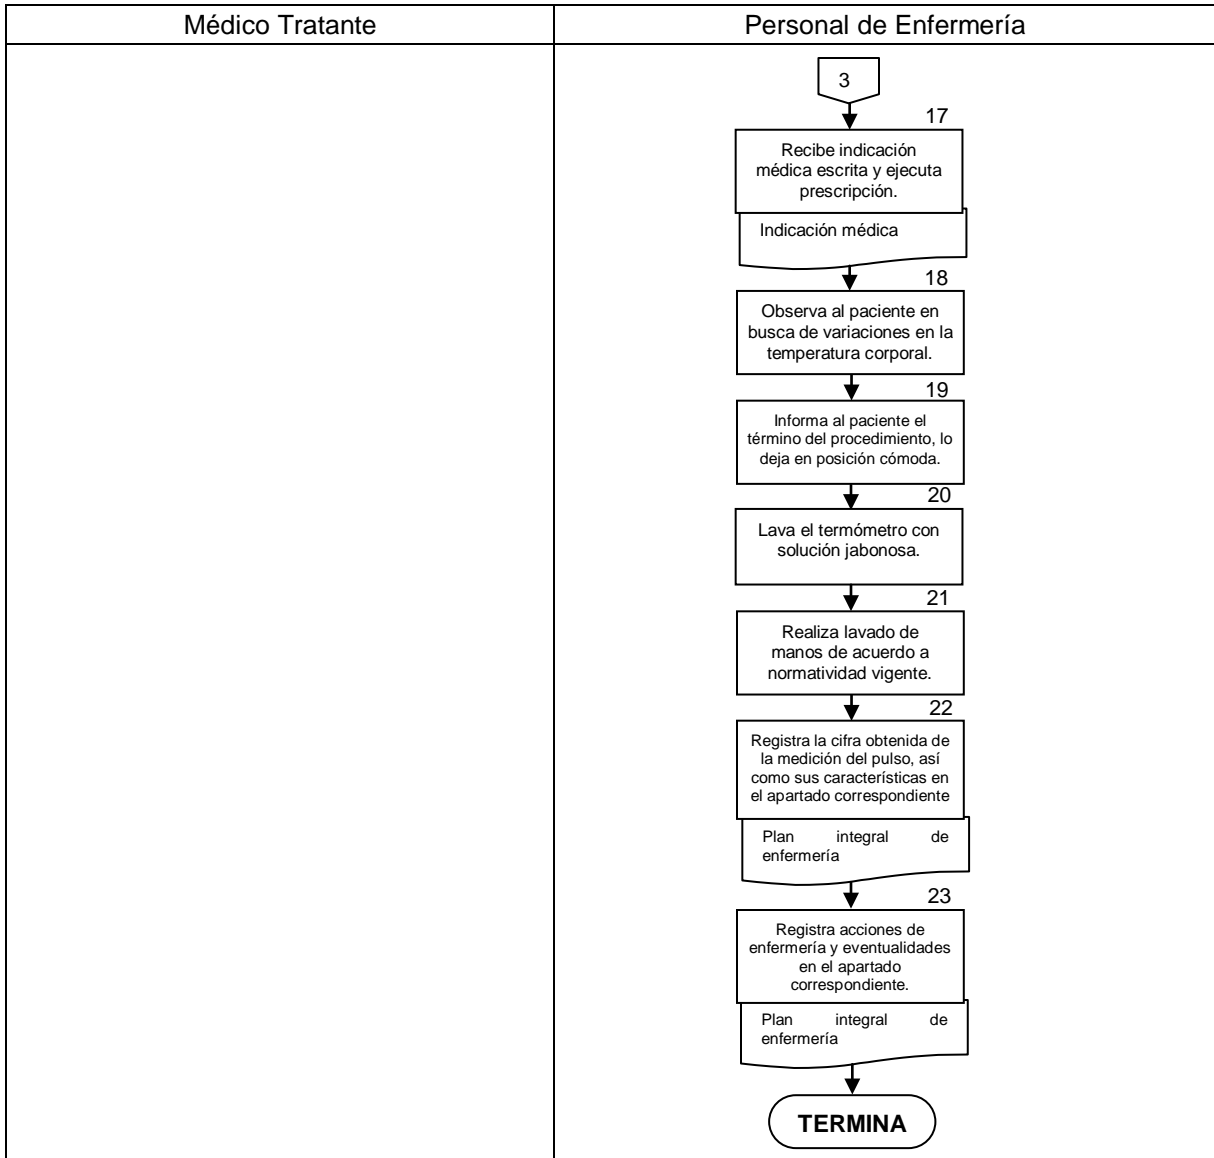 Médico Tratante
Personal de Enfermería
3
17
Recibe indicación
médica escrita y ejecuta
prescripción.
Indicación médica
18
Observa al paciente en
busca de variaciones en la
temperatura corporal.
19
Informa al paciente el
término del procedimiento, lo
deja en posición cómoda.
20
Lava el termómetro con
solución jabonosa.
21
Realiza lavado de
manos de acuerdo a
normatividad vigente.
22
Registra la cifra obtenida de
la medición del pulso, así
como sus características en
el apartado correspondiente
Plan integral de
enfermería
23
Registra acciones de
enfermería y eventualidades
en el apartado
correspondiente.
Plan integral de
enfermería
TERMINA